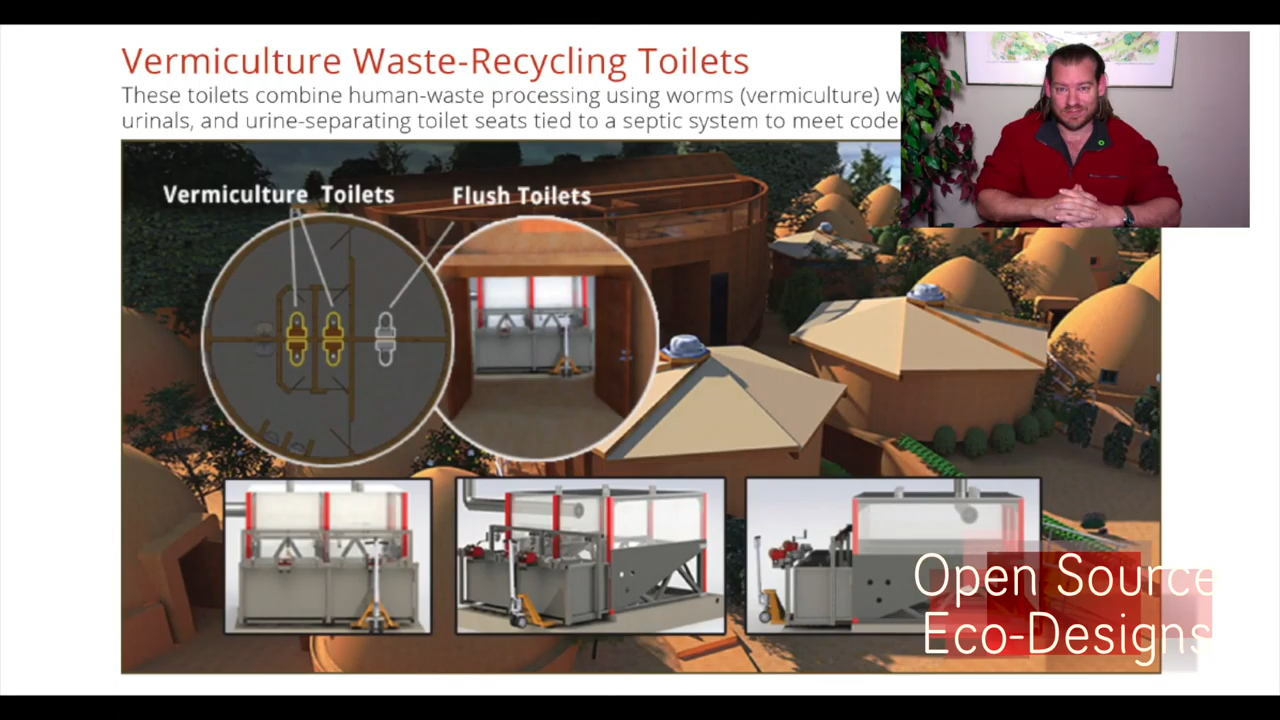 Vermiculture Waste-Recycling Toilets
These toilets combine human-waste processing using worms (vermiculture) w
urinals, and urine-separating toilet seats tied to a septic system to meet code
Vermiculture Toilets
Flush Toilets
Open Source
Eco-Designs